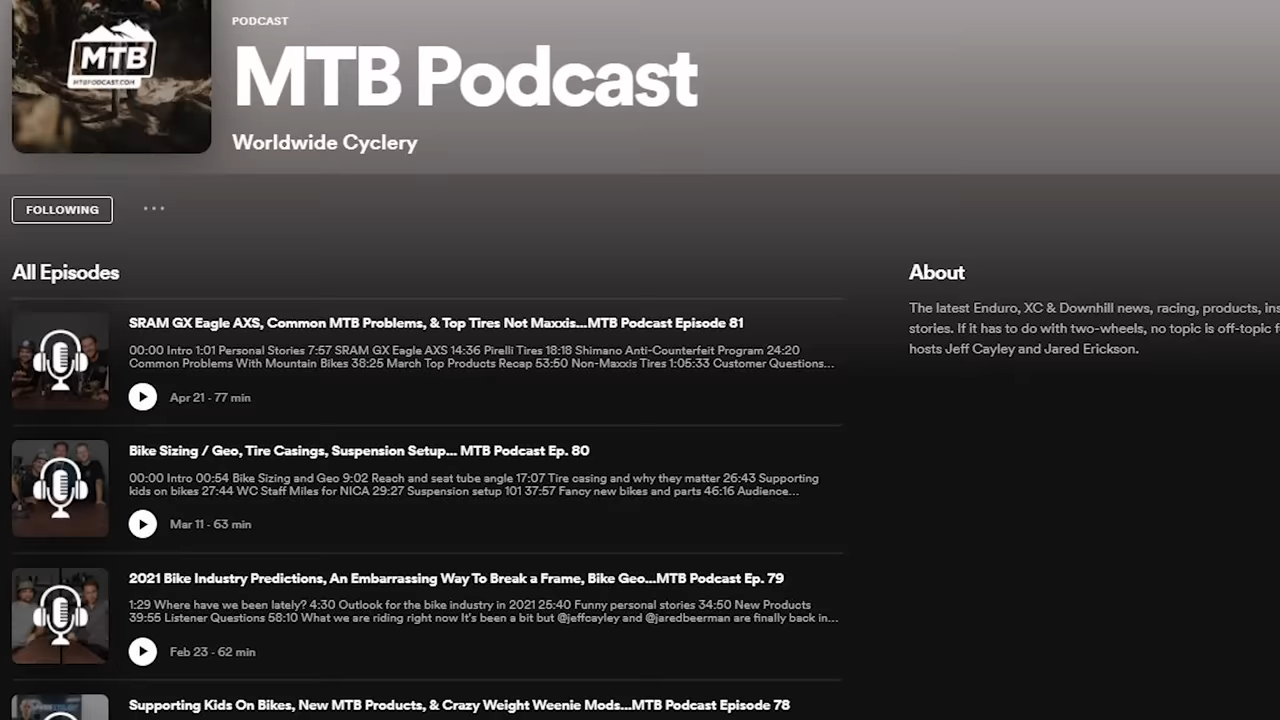 PODCAST
MTB
MTBPODCAST.COM
MTB Podcast
Worldwide Cyclery
FOLLOWING
All Episodes
About
SRAM GX Eagle AXS, Common MTB Problems, & Top Tires Not Maxxis...MTB Podcast Episode 81
00:00 Intro 1:01 Personal Stories 7:57 SRAM GX Eagle AXS 14:36 Pirelli Tires 18:18 Shimano Anti-Counterfeit Program 24:20
Common Problems With Mountain Bikes 38:25 March Top Products Recap 53:50 Non-Maxxis Tires 1:05:33 Customer Questions...
Apr 21 · 77 min
The latest Enduro, XC & Downhill news, racing, products, ins
stories. If it has to do with two-wheels, no topic is off-topic f
hosts Jeff Cayley and Jared Erickson.
Bike Sizing / Geo, Tire Casings, Suspension Setup... MTB Podcast Ep. 80
00:00 Intro 00:54 Bike Sizing and Geo 9:02 Reach and seat tube angle 17:07 Tire casing and why they matter 26:43 Supporting
kids on bikes 27:44 WC Staff Miles for NICA 29:27 Suspension setup 101 37:57 Fancy new bikes and parts 46:16 Audience...
Mar 11 · 63 min
2021 Bike Industry Predictions, An Embarrassing Way To Break a Frame, Bike Geo...MTB Podcast Ep. 79
1:29 Where have we been lately? 4:30 Outlook for the bike industry in 2021 25:40 Funny personal stories 34:50 New Products
39:55 Listener Questions 58:10 What we are riding right now It's been a bit but @jeffcayley and @jaredbeerman are finally back in...
Feb 23 · 62 min
Supporting Kids On Bikes, New MTB Products, & Crazy Weight Weenie Mods...MTB Podcast Episode 78